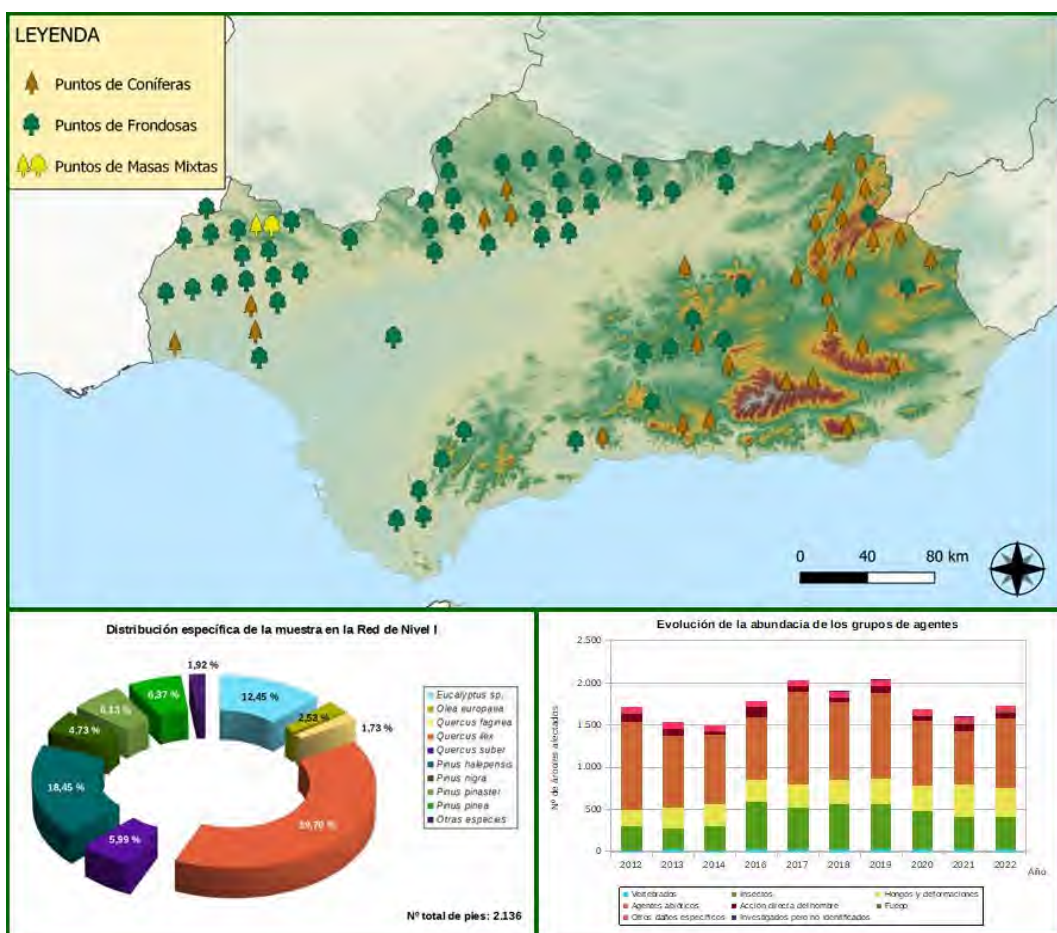 LEYENDA
Puntos de Coníferas
Puntos de Frondosas
Puntos de Masas Mixtas
0 40 80 km
Distribución específica de la muestra en la Red de Nivel I
1,92 %
6,37 %
12,45 %
6,13 %
2,52 %
4,73 %
1,73 %
18,45 %
5,99 %
39,70 %
Eucalyptus sp.
Olea europaea
Quercus faginea
Quercus ilex
Quercus suber
Pinus halepensis
Pinus nigra
Pinus pinaster
Pinus pinea
Otras especies
Nº total de pies: 2.136
Evolución de la abundacia de los grupos de agentes
Nº de árboles afectados
2.500
2.000
1.500
1.000
500
0
2012 2013 2014 2016 2017 2018 2019 2020 2021 2022
Año
Vertebrados Insectos Hongos y deformaciones
Agentes abióticos Acción directa del hombre Fuego
Otros daños específicos Investigados pero no identificados